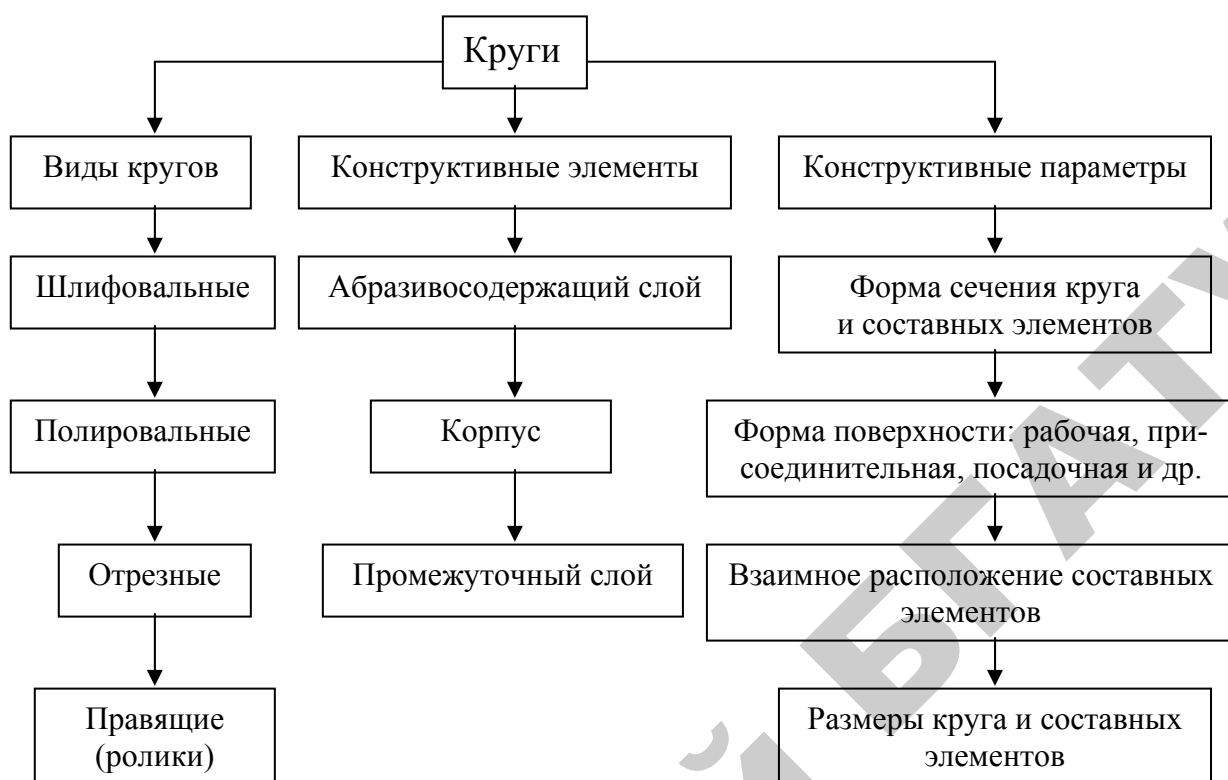 Круги
Виды кругов
Конструктивные элементы
Конструктивные параметры
Шлифовальные
Абразивосодержащий слой
Форма сечения круга
и составных элементов
Полировальные
Корпус
Форма поверхности: рабочая, при-
соединительная, посадочная и др.
Отрезные
Промежуточный слой
Взаимное расположение составных
элементов
Правящие
(ролики)
Размеры круга и составных
элементов
Й БГАТУ